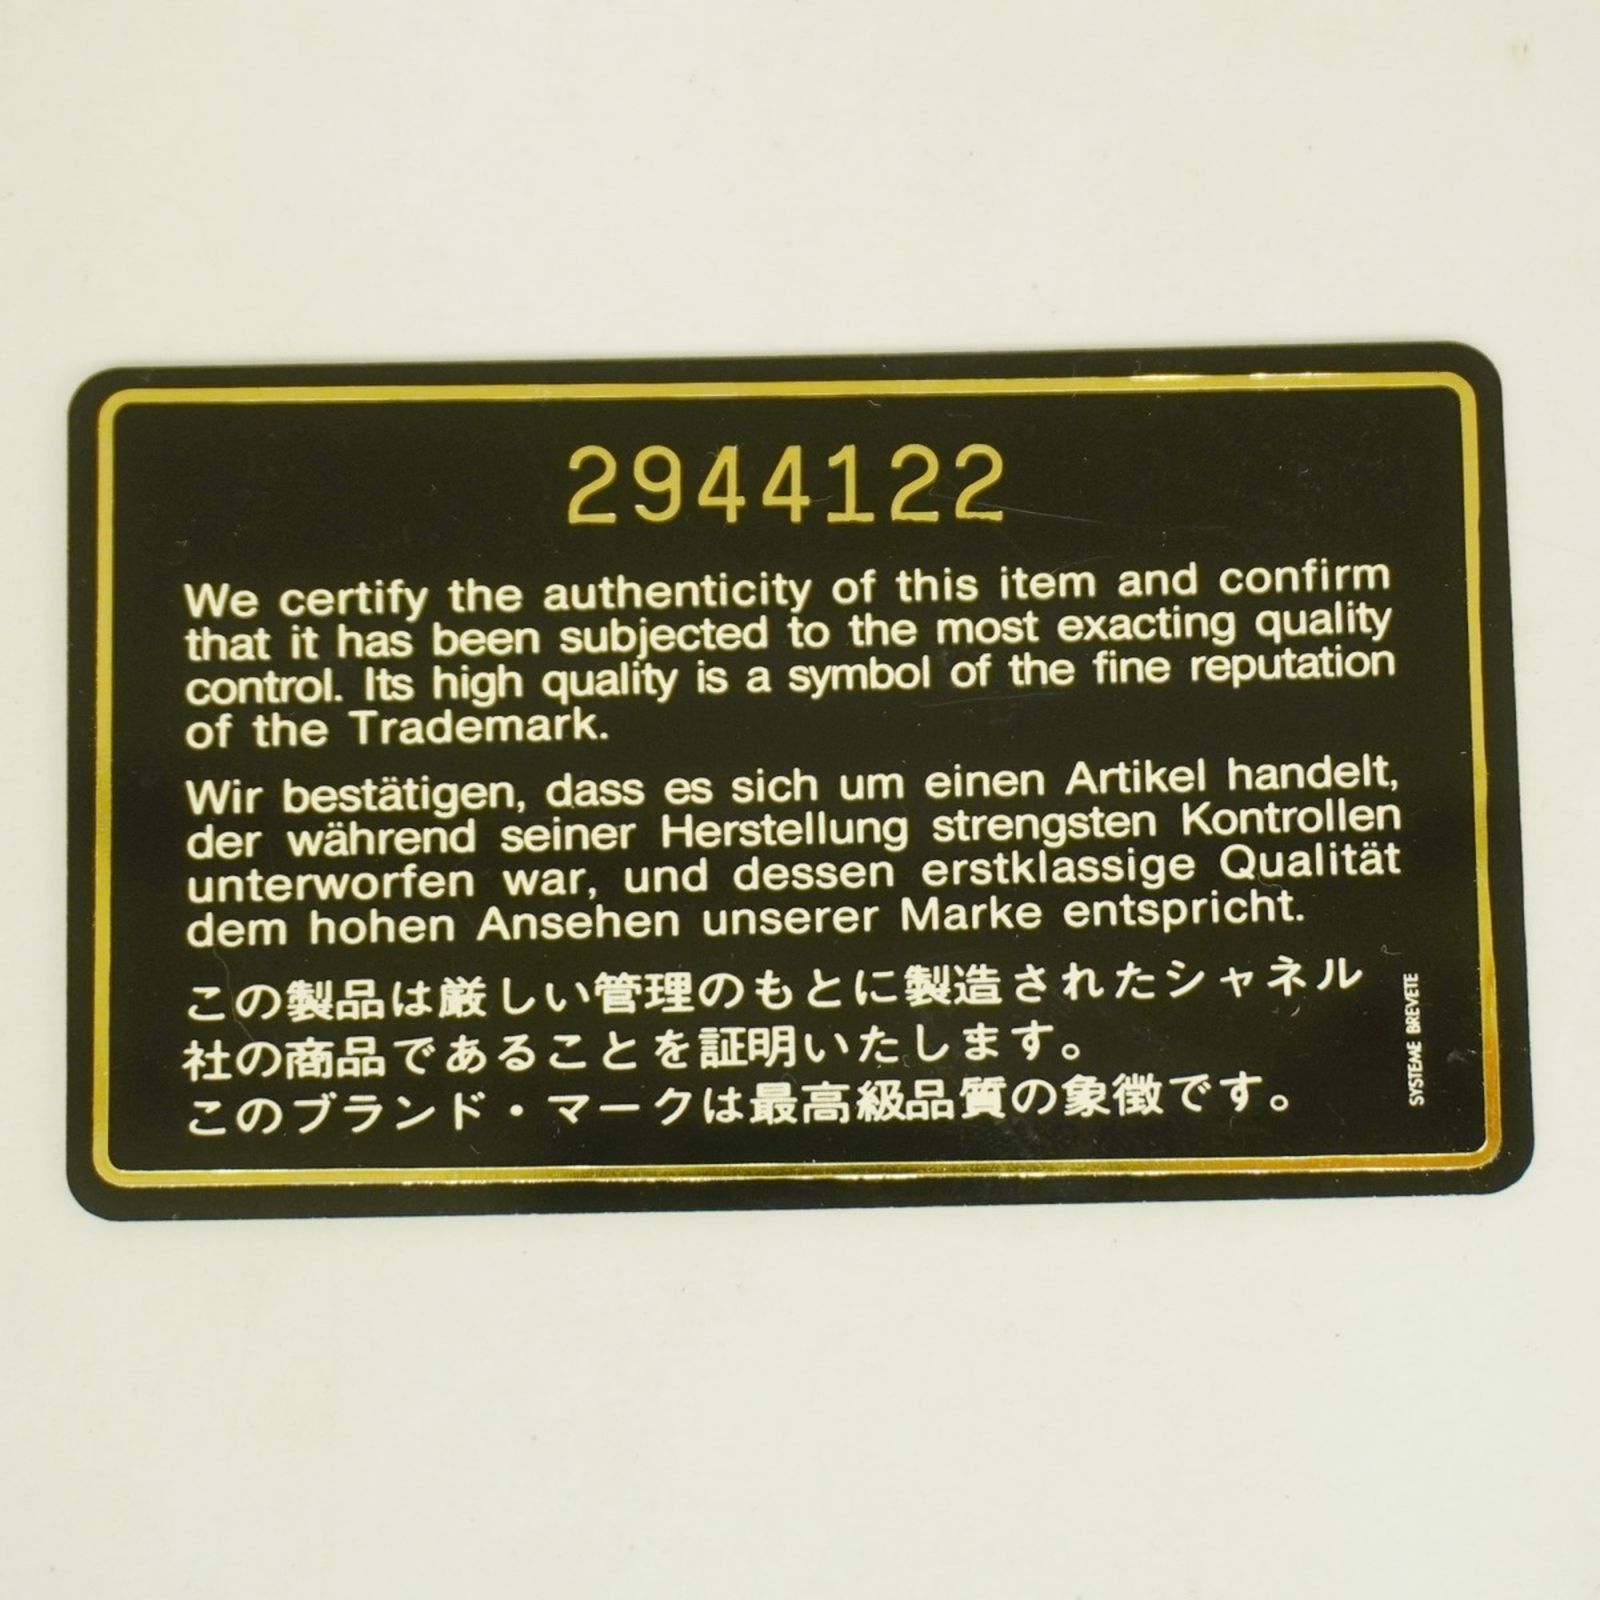 2944122
We certify the authenticity of this item and confirm
that it has been subjected to the most exacting quality
control. Its high quality is a symbol of the fine reputation
of the Trademark.
Wir bestätigen, dass es sich um einen Artikel handelt,
der während seiner Herstellung strengsten Kontrollen
unterworfen war, und dessen erstklassige Qualität
dem hohen Ansehen unserer Marke entspricht.
この製品は厳しい管理のもとに製造されたシャネル
社の商品であることを証明いたします。
このブランド・マークは最高級品質の象徴です。
SYSTEME BREVETE